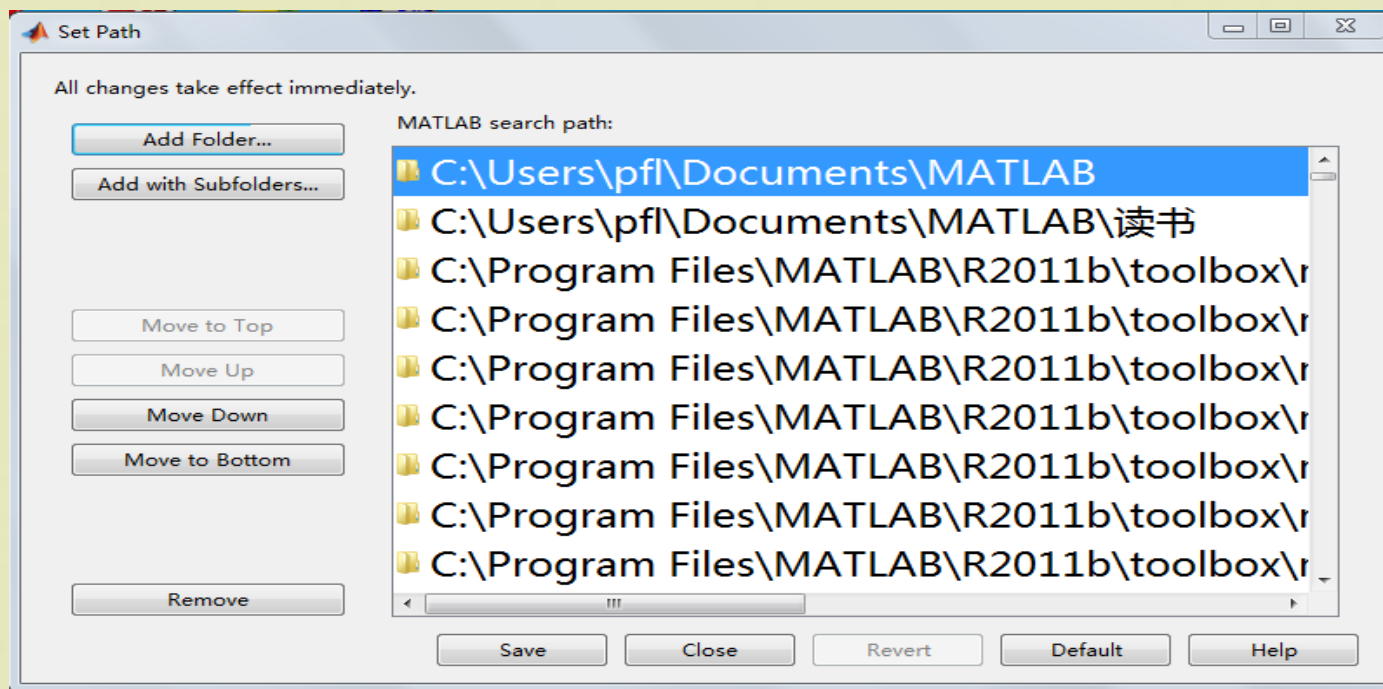 Set Path
All changes take effect immediately.
Add Folder...
Add with Subfolders...
Move to Top
Move Up
Move Down
Move to Bottom
Remove
MATLAB search path:
C:\Users\pfl\Documents\MATLAB
C:\Users\pfl\Documents\MATLAB\读书
C:\Program Files\MATLAB\R2011b\toolbox\
C:\Program Files\MATLAB\R2011b\toolbox\
C:\Program Files\MATLAB\R2011b\toolbox\
C:\Program Files\MATLAB\R2011b\toolbox\
C:\Program Files\MATLAB\R2011b\toolbox\
C:\Program Files\MATLAB\R2011b\toolbox\
C:\Program Files\MATLAB\R2011b\toolbox\
Save
Close
Revert
Default
Help